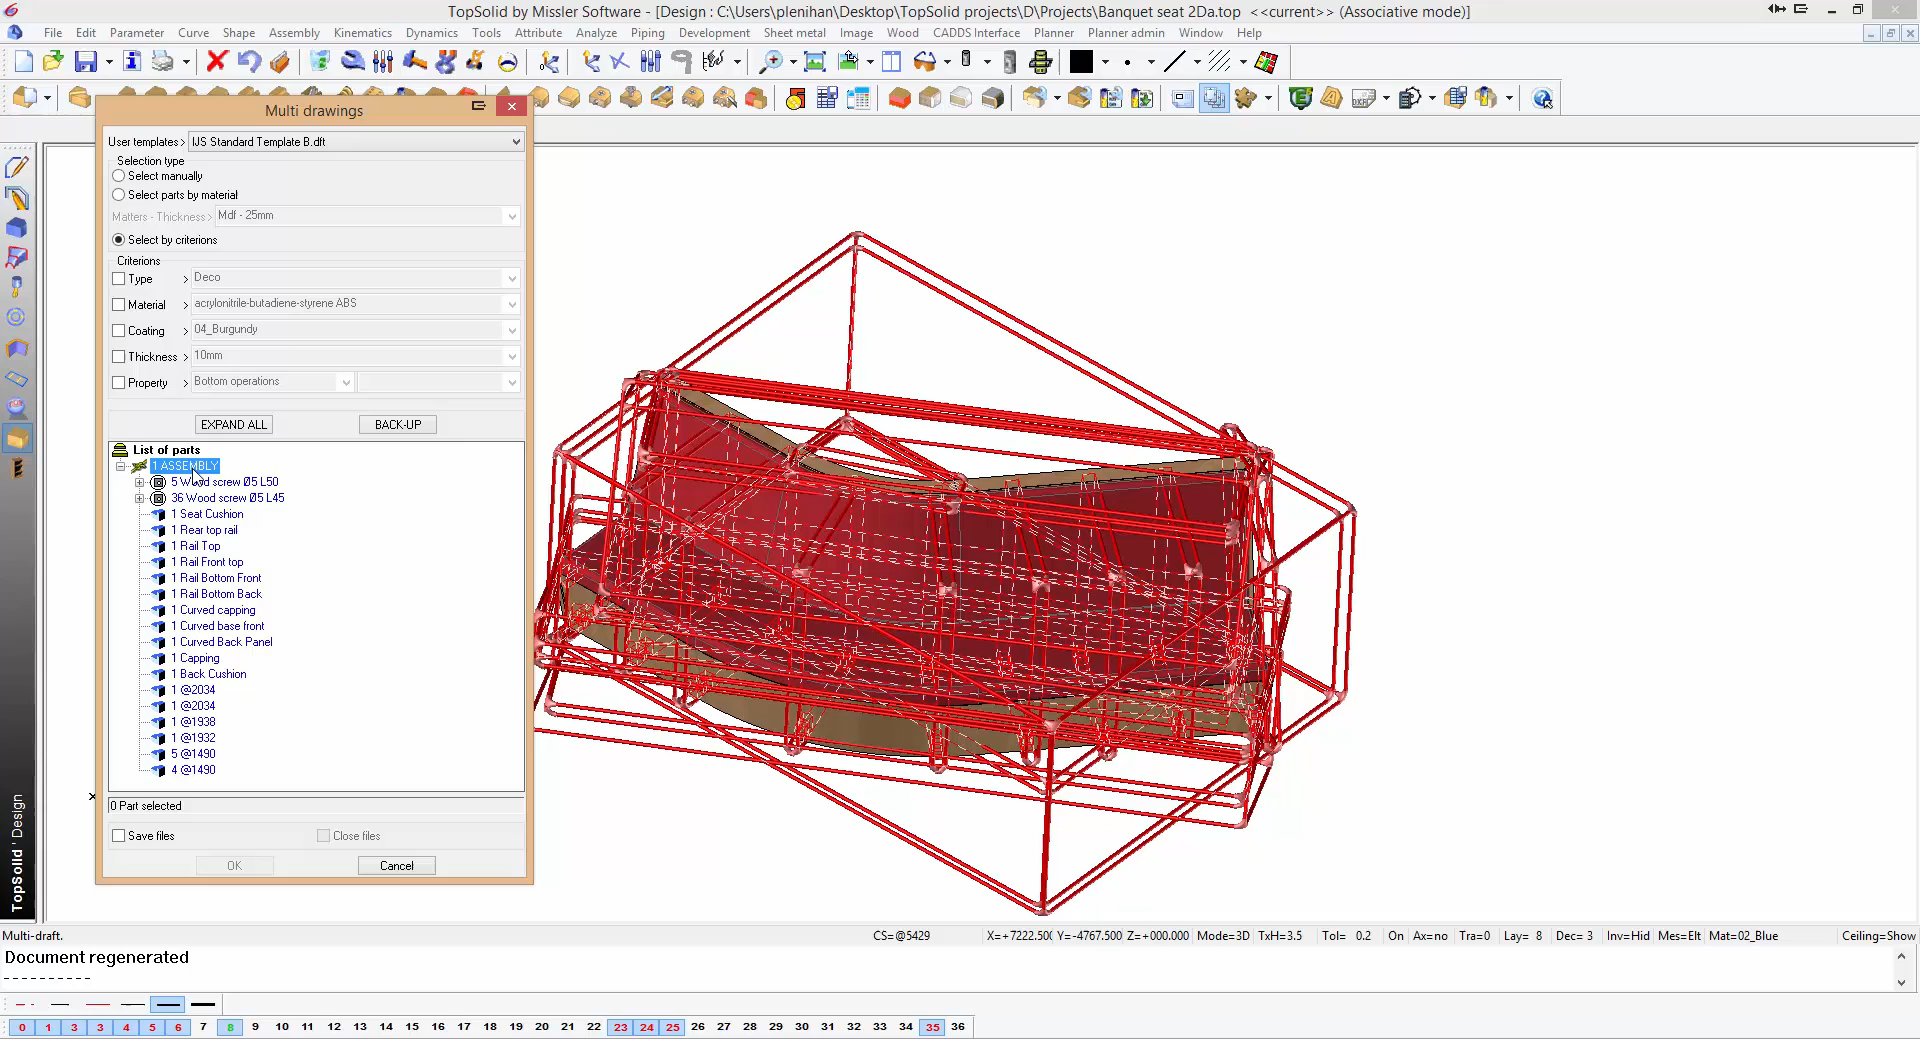 TopSolid by Missler Software - [Design : C:\Users\plenihan\Desktop\TopSolid projects\D\Projects\Banquet seat 2Da.top <<current>> (Associative mode)]
File Edit Parameter Curve Shape Assembly Kinematics Dynamics Tools Attribute Analyze Piping Development Sheet metal Image Wood CADDS Interface Planner Planner admin Window Help
Multi drawings
User templates> IJS Standard Template B.dft
Selection type
Select manually
Select parts by material
Matters - Thickness> Mdf - 25mm
Select by criterions
Criterions
Type > Deco
Material > acrylonitrile-butadiene-styrene ABS
Coating > 04_Burgundy
Thickness > 10mm
Property > Bottom operations
EXPAND ALL BACK-UP
List of parts
1 ASSEMBLY
5 Wood screw Ø5 L50
36 Wood screw Ø5 L45
1 Seat Cushion
1 Rear top rail
1 Rail Top
1 Rail Front top
1 Rail Bottom Front
1 Rail Bottom Back
1 Curved capping
1 Curved base front
1 Curved Back Panel
1 Capping
1 Back Cushion
1 @2034
1 @2034
1 @1938
1 @1932
5 @1490
4 @1490
0 Part selected
Save files Close files
OK Cancel
TopSolid'Design
Multi-draft. CS=@5429 X=+7222.500 Y=-4767.500 Z=+000.000 Mode=3D TxH=3.5 Tol= 0.2 On Ax=no Tra=0 Lay= 8 Dec= 3 Inv=Hid Mes=Elt Mat=02_Blue Ceiling=Show
Document regenerated
----------
0 1 3 3 4 5 6 7 8 9 10 11 12 13 14 15 16 17 18 19 20 21 22 23 24 25 26 27 28 29 30 31 32 33 34 35 36